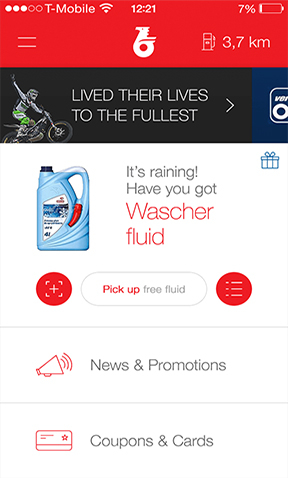 T-Mobile 12:21 7%
3,7 km
LIVED THEIR LIVES
TO THE FULLEST
It's raining!
Have you got
Wascher
fluid
Pick up free fluid
News & Promotions
Coupons & Cards